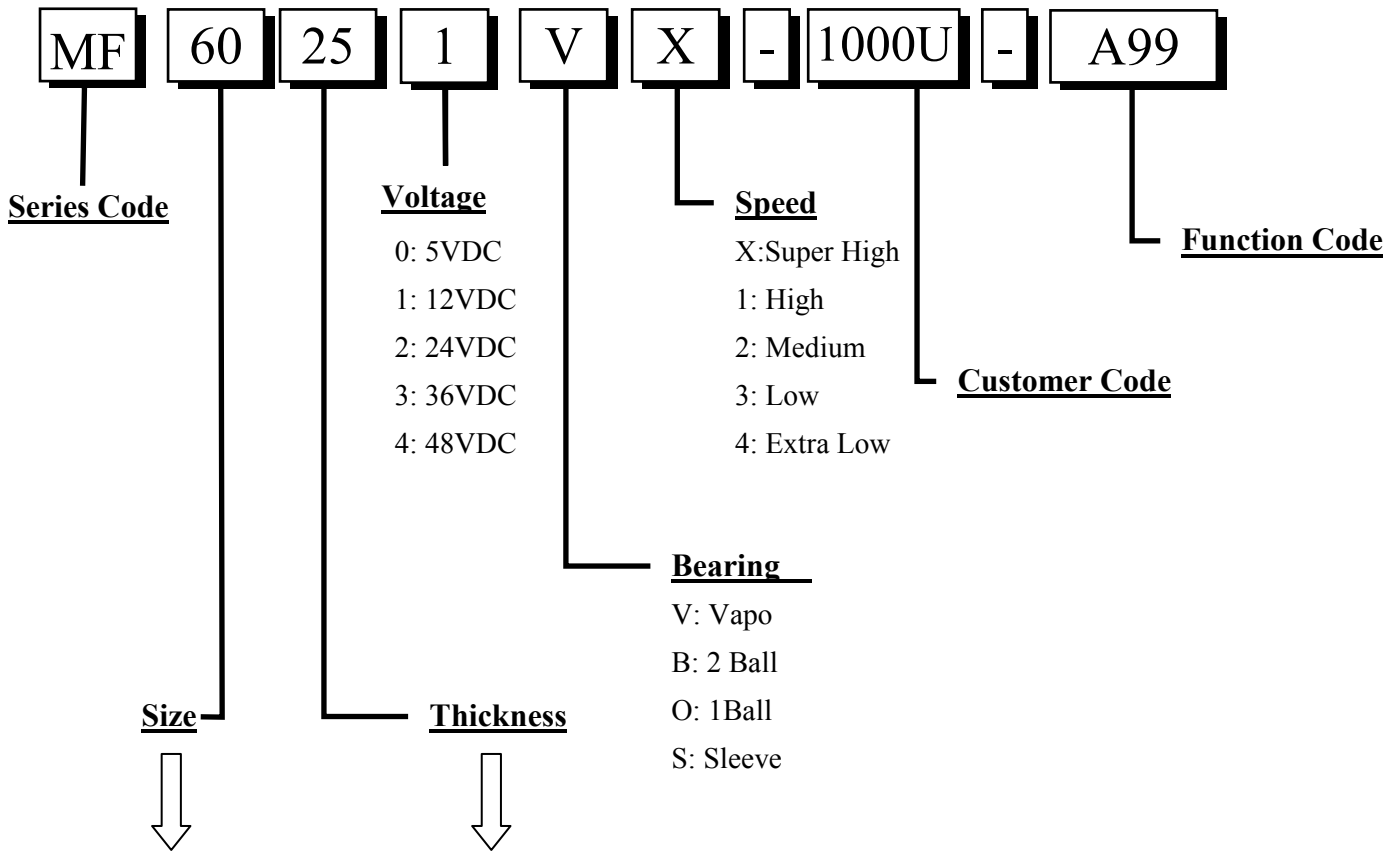 MF 60 25 1 V X - 1000U - A99
Series Code
Voltage
0: 5VDC
1: 12VDC
2: 24VDC
3: 36VDC
4: 48VDC
Speed
X:Super High
1: High
2: Medium
3: Low
4: Extra Low
Function Code
Customer Code
Bearing
V: Vapo
B: 2 Ball
O: 1Ball
S: Sleeve
Size
Thickness